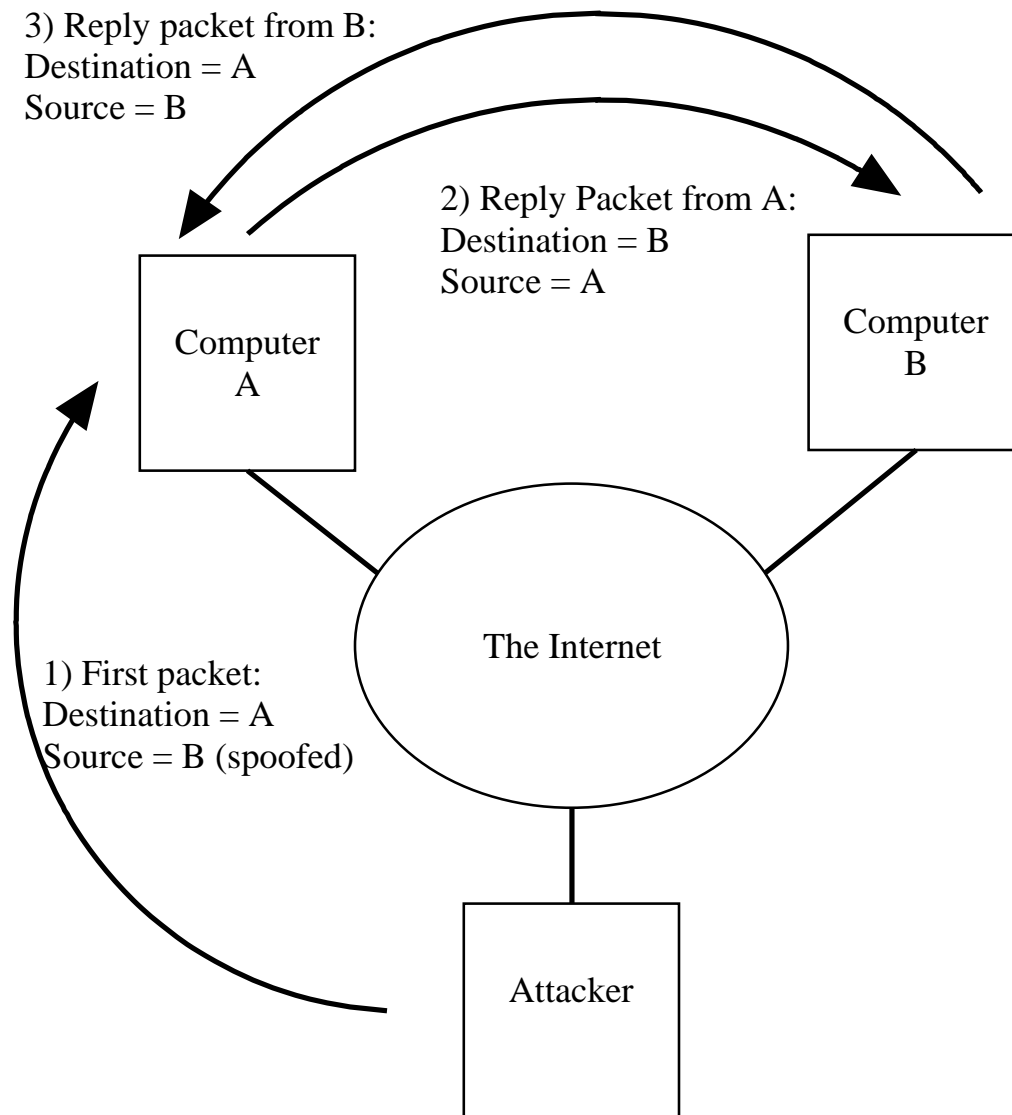 3) Reply packet from B:
Destination = A
Source = B
2) Reply Packet from A:
Destination = B
Source = A
Computer
A
Computer
B
The Internet
1) First packet:
Destination = A
Source = B (spoofed)
Attacker